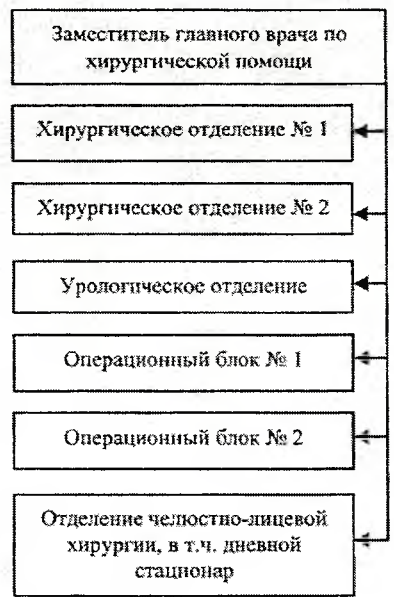 Заместитель главного врача по
хирургической помощи
Хирургическое отделение № 1
Хирургическое отделение № 2
Урологическое отделение
Операционный блок № 1
Операционный блок № 2
Отделение челюстно-лицевой
хирургии, в т.ч. дневной
стационар